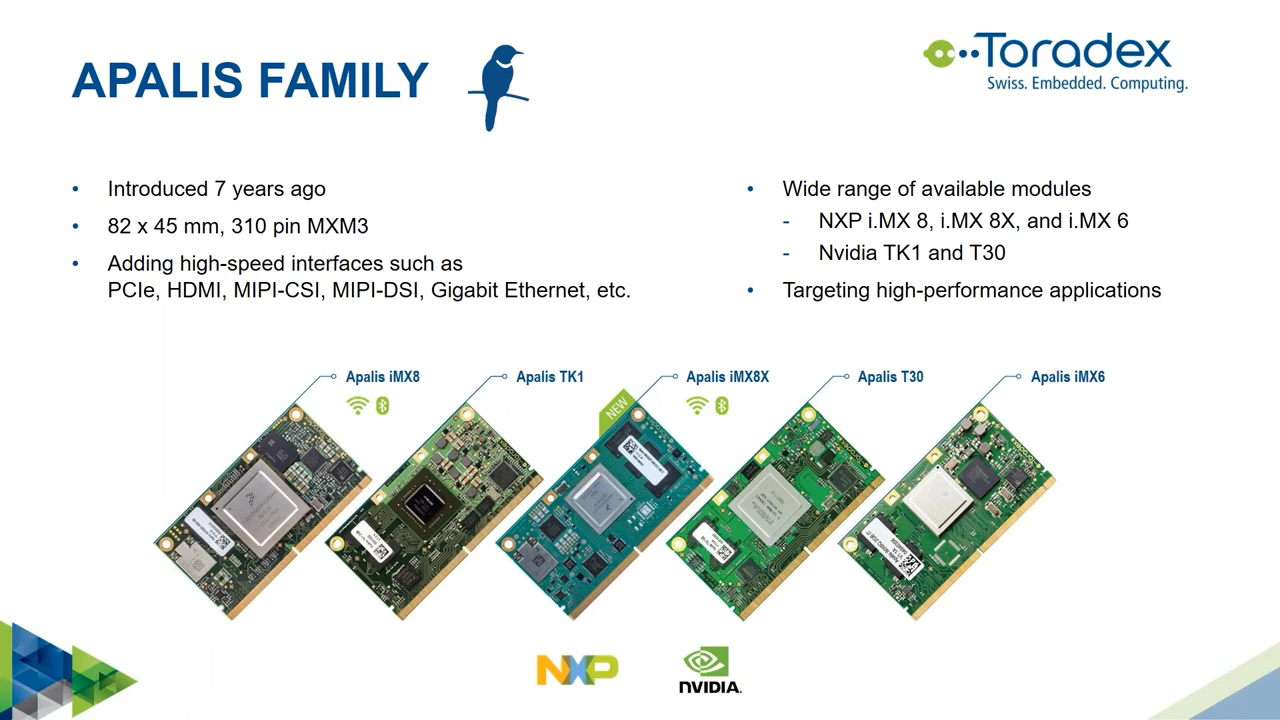 APALIS FAMILY
Toradex
Swiss. Embedded. Computing.
• Introduced 7 years ago
• 82 x 45 mm, 310 pin MXM3
• Adding high-speed interfaces such as
PCIe, HDMI, MIPI-CSI, MIPI-DSI, Gigabit Ethernet, etc.
• Wide range of available modules
- NXP i.MX 8, i.MX 8X, and i.MX 6
- Nvidia TK1 and T30
• Targeting high-performance applications
Apalis iMX8
Apalis TK1
Apalis iMX8X
Apalis T30
Apalis iMX6
NEW
NXP
NVIDIA.